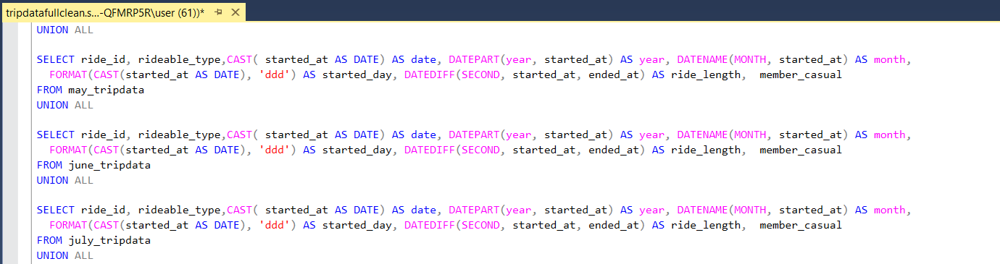 tripdatafullclean.s...-QFMRP5R\user (61))*
UNION ALL
SELECT ride_id, rideable_type,CAST( started_at AS DATE) AS date, DATEPART(year, started_at) AS year, DATENAME(MONTH, started_at) AS month,
FORMAT(CAST(started_at AS DATE), 'ddd') AS started_day, DATEDIFF(SECOND, started_at, ended_at) AS ride_length,  member_casual
FROM may_tripdata
UNION ALL
SELECT ride_id, rideable_type,CAST( started_at AS DATE) AS date, DATEPART(year, started_at) AS year, DATENAME(MONTH, started_at) AS month,
FORMAT(CAST(started_at AS DATE), 'ddd') AS started_day, DATEDIFF(SECOND, started_at, ended_at) AS ride_length,  member_casual
FROM june_tripdata
UNION ALL
SELECT ride_id, rideable_type,CAST( started_at AS DATE) AS date, DATEPART(year, started_at) AS year, DATENAME(MONTH, started_at) AS month,
FORMAT(CAST(started_at AS DATE), 'ddd') AS started_day, DATEDIFF(SECOND, started_at, ended_at) AS ride_length,  member_casual
FROM july_tripdata
UNION ALL